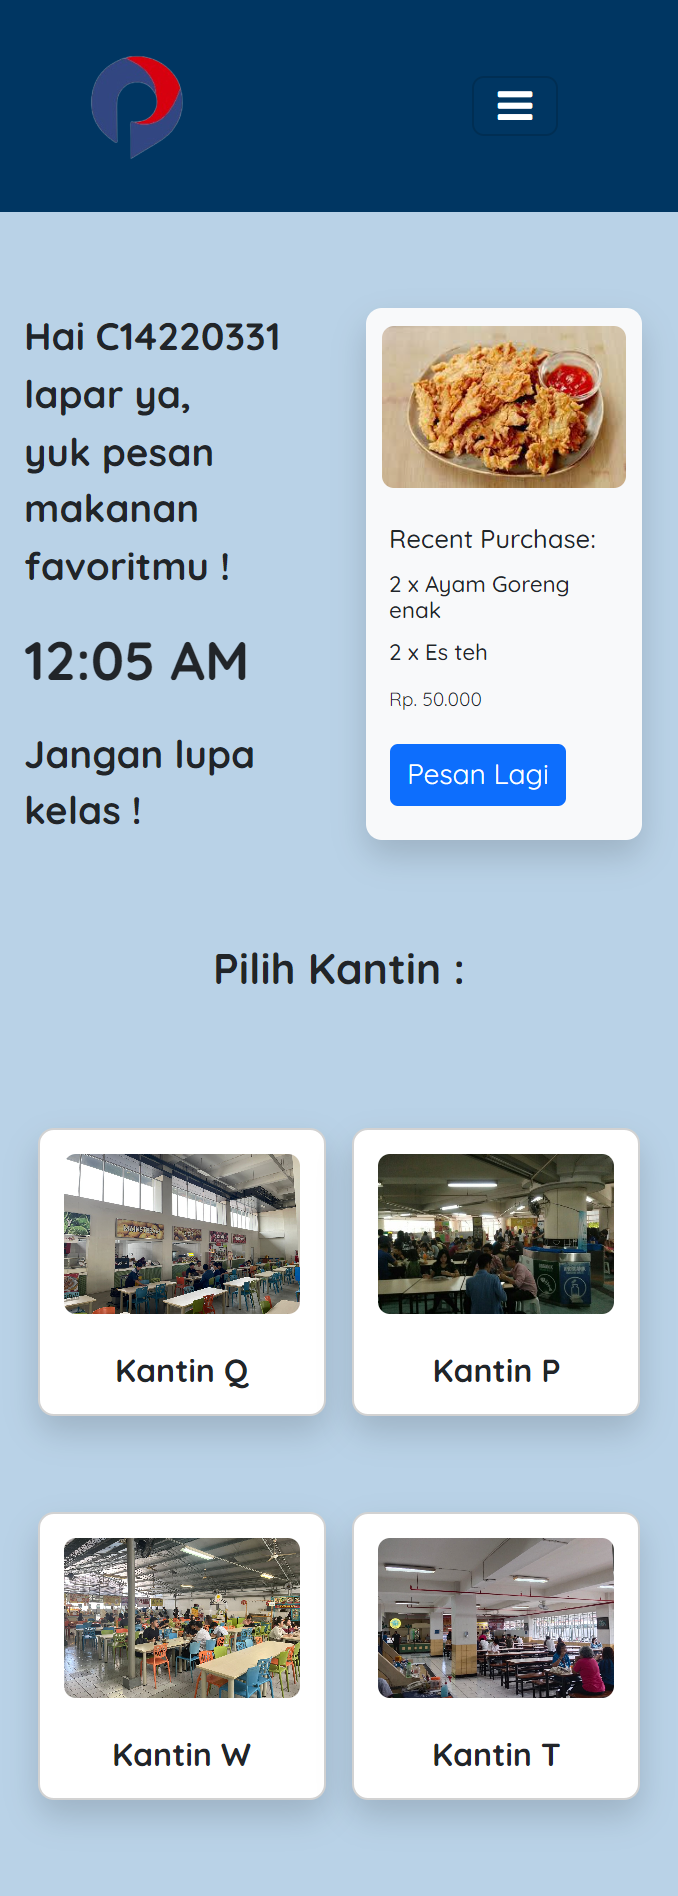 Hai C14220331
lapar ya,
yuk pesan
makanan
favoritmu !
12:05 AM
Jangan lupa
kelas !
Recent Purchase:
2 x Ayam Goreng
enak
2 x Es teh
Rp. 50.000
Pesan Lagi
Pilih Kantin :
Kantin Q
Kantin P
Kantin W
Kantin T